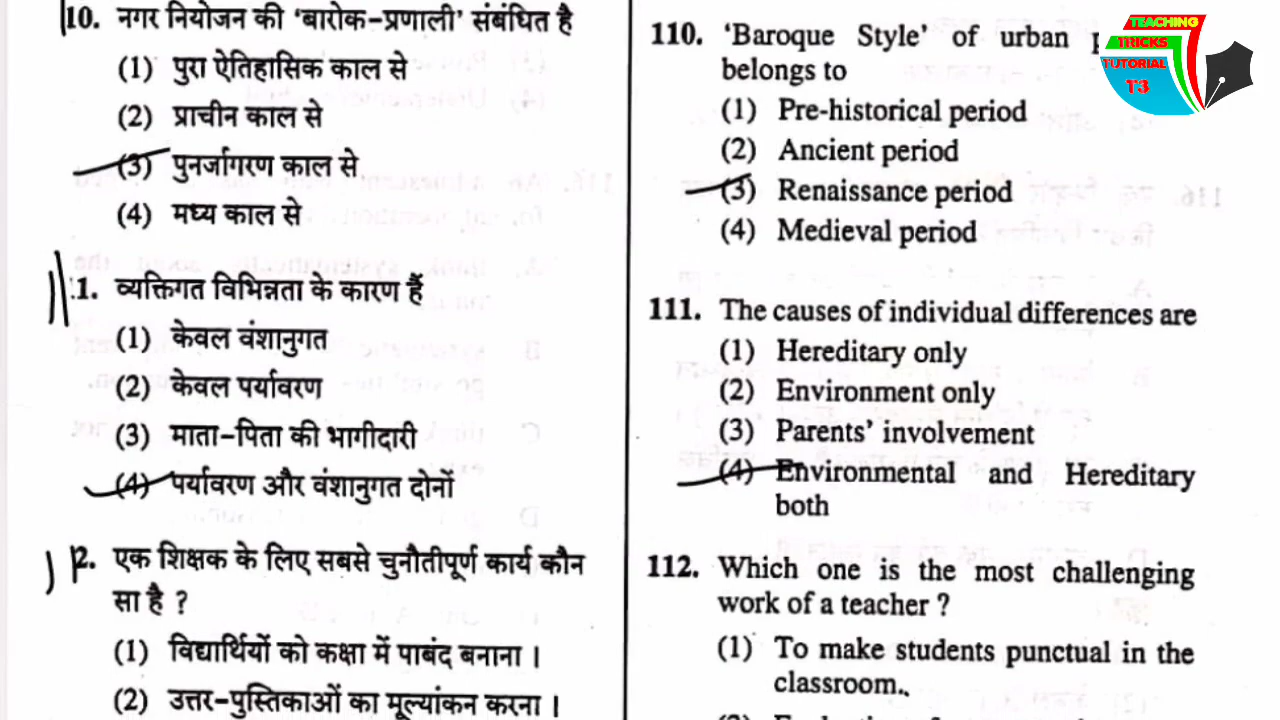 10. नगर नियोजन की ‘बारोक-प्रणाली’ संबंधित है
(1) पुरा ऐतिहासिक काल से
(2) प्राचीन काल से
(3) पुनर्जागरण काल से
(4) मध्य काल से
11. व्यक्तिगत विभिन्नता के कारण हैं
(1) केवल वंशानुगत
(2) केवल पर्यावरण
(3) माता-पिता की भागीदारी
(4) पर्यावरण और वंशानुगत दोनों
12. एक शिक्षक के लिए सबसे चुनौतीपूर्ण कार्य कौन
सा है ?
(1) विद्यार्थियों को कक्षा में पाबंद बनाना ।
(2) उत्तर-पुस्तिकाओं का मूल्यांकन करना ।
110. ‘Baroque Style’ of urban
belongs to
(1) Pre-historical period
(2) Ancient period
(3) Renaissance period
(4) Medieval period
111. The causes of individual differences are
(1) Hereditary only
(2) Environment only
(3) Parents’ involvement
(4) Environmental and Hereditary
both
112. Which one is the most challenging
work of a teacher ?
(1) To make students punctual in the
classroom.
TEACHING
TRICKS
TUTORIAL
T3